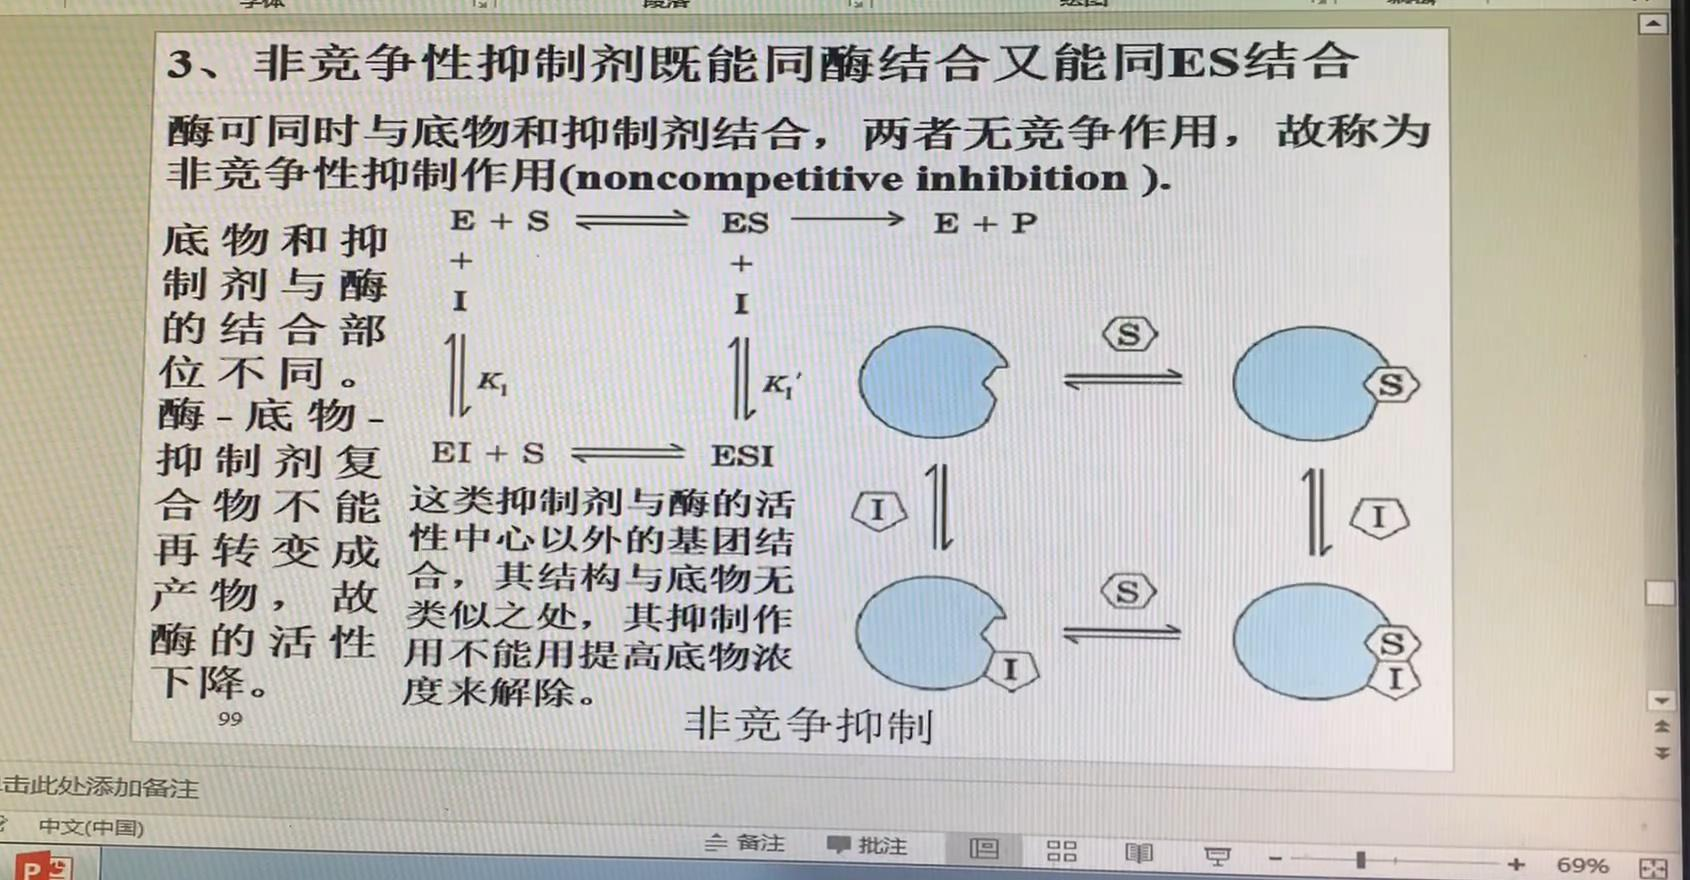 3、非竞争性抑制剂既能同酶结合又能同ES结合
酶可同时与底物和抑制剂结合，两者无竞争作用，故称为
非竞争性抑制作用(noncompetitive inhibition ).
底物和抑
制剂与酶
的结合部
位不同。
酶-底物-
抑制剂复
合物不能
再转变成
产物，故
酶的活性
下降。
E + S ⇌ ES → E + P
+ +
I I
K₁ K₁′
EI + S ⇌ ESI
这类抑制剂与酶的活
性中心以外的基团结
合，其结构与底物无
类似之处，其抑制作
用不能用提高底物浓
度来解除。
S
S
I I
S
S
I I
非竞争抑制
99
击此处添加备注
中文(中国)
备注 批注 69%
P